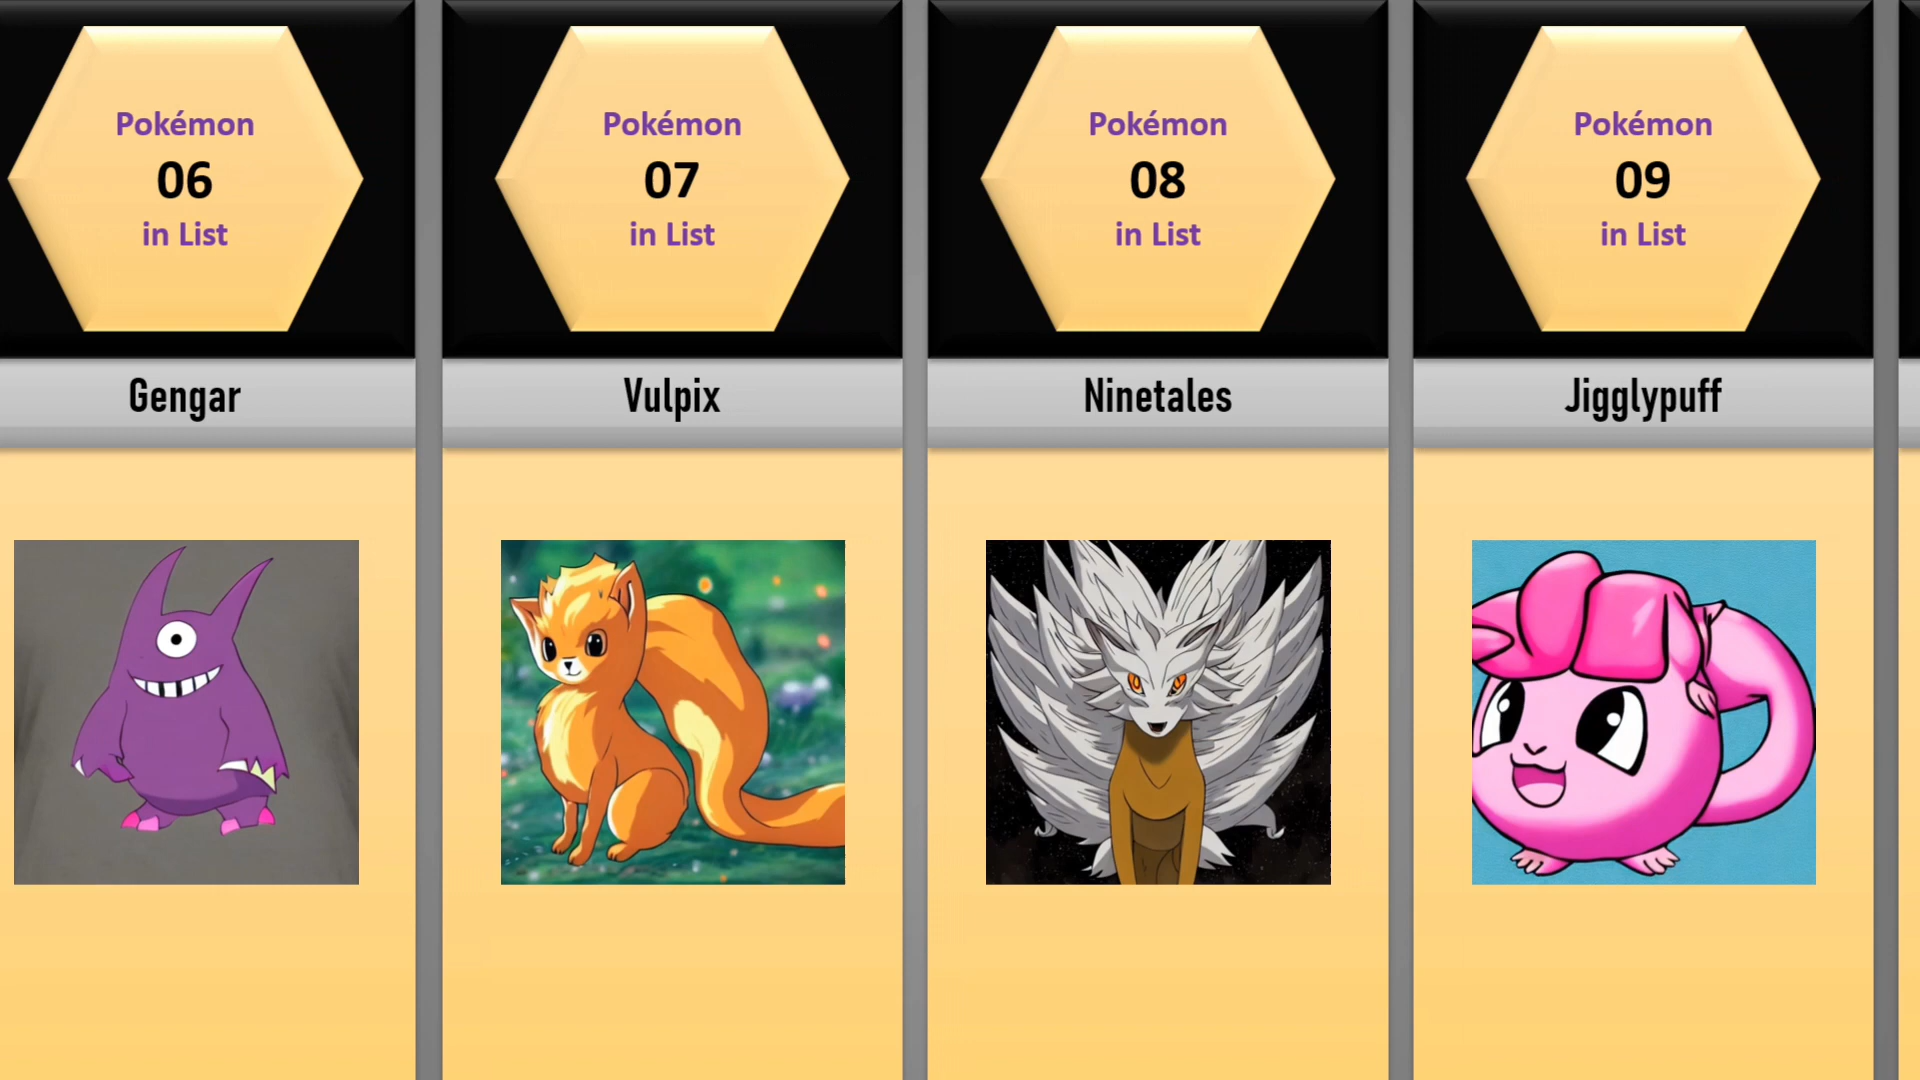 Pokémon
06
in List
Gengar
Pokémon
07
in List
Vulpix
Pokémon
08
in List
Ninetales
Pokémon
09
in List
Jigglypuff